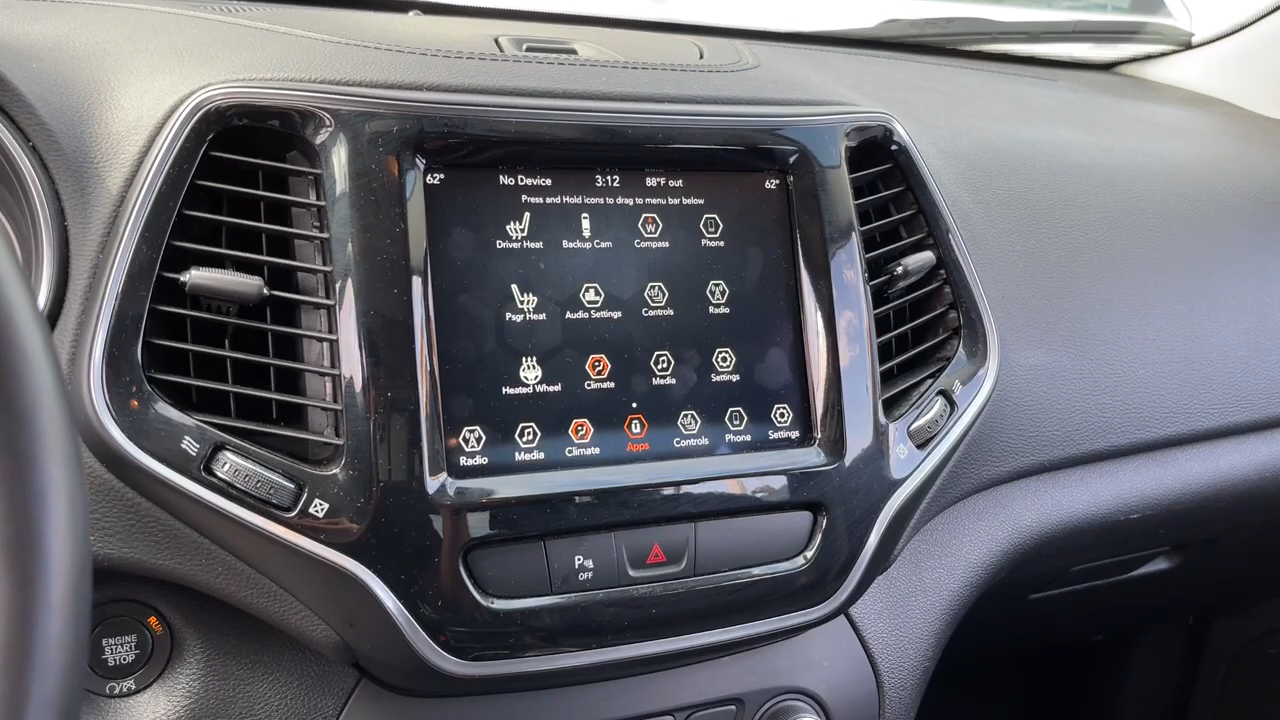 62° No Device 3:12 88°F out 62°
Press and Hold icons to drag to menu bar below
Driver Heat Backup Cam W Compass Phone
Psgr Heat Audio Settings Controls Radio
Heated Wheel Climate Media Settings
Radio Media Climate ū Apps Controls Phone Settings
P OFF
ENGINE
START
STOP
RUN